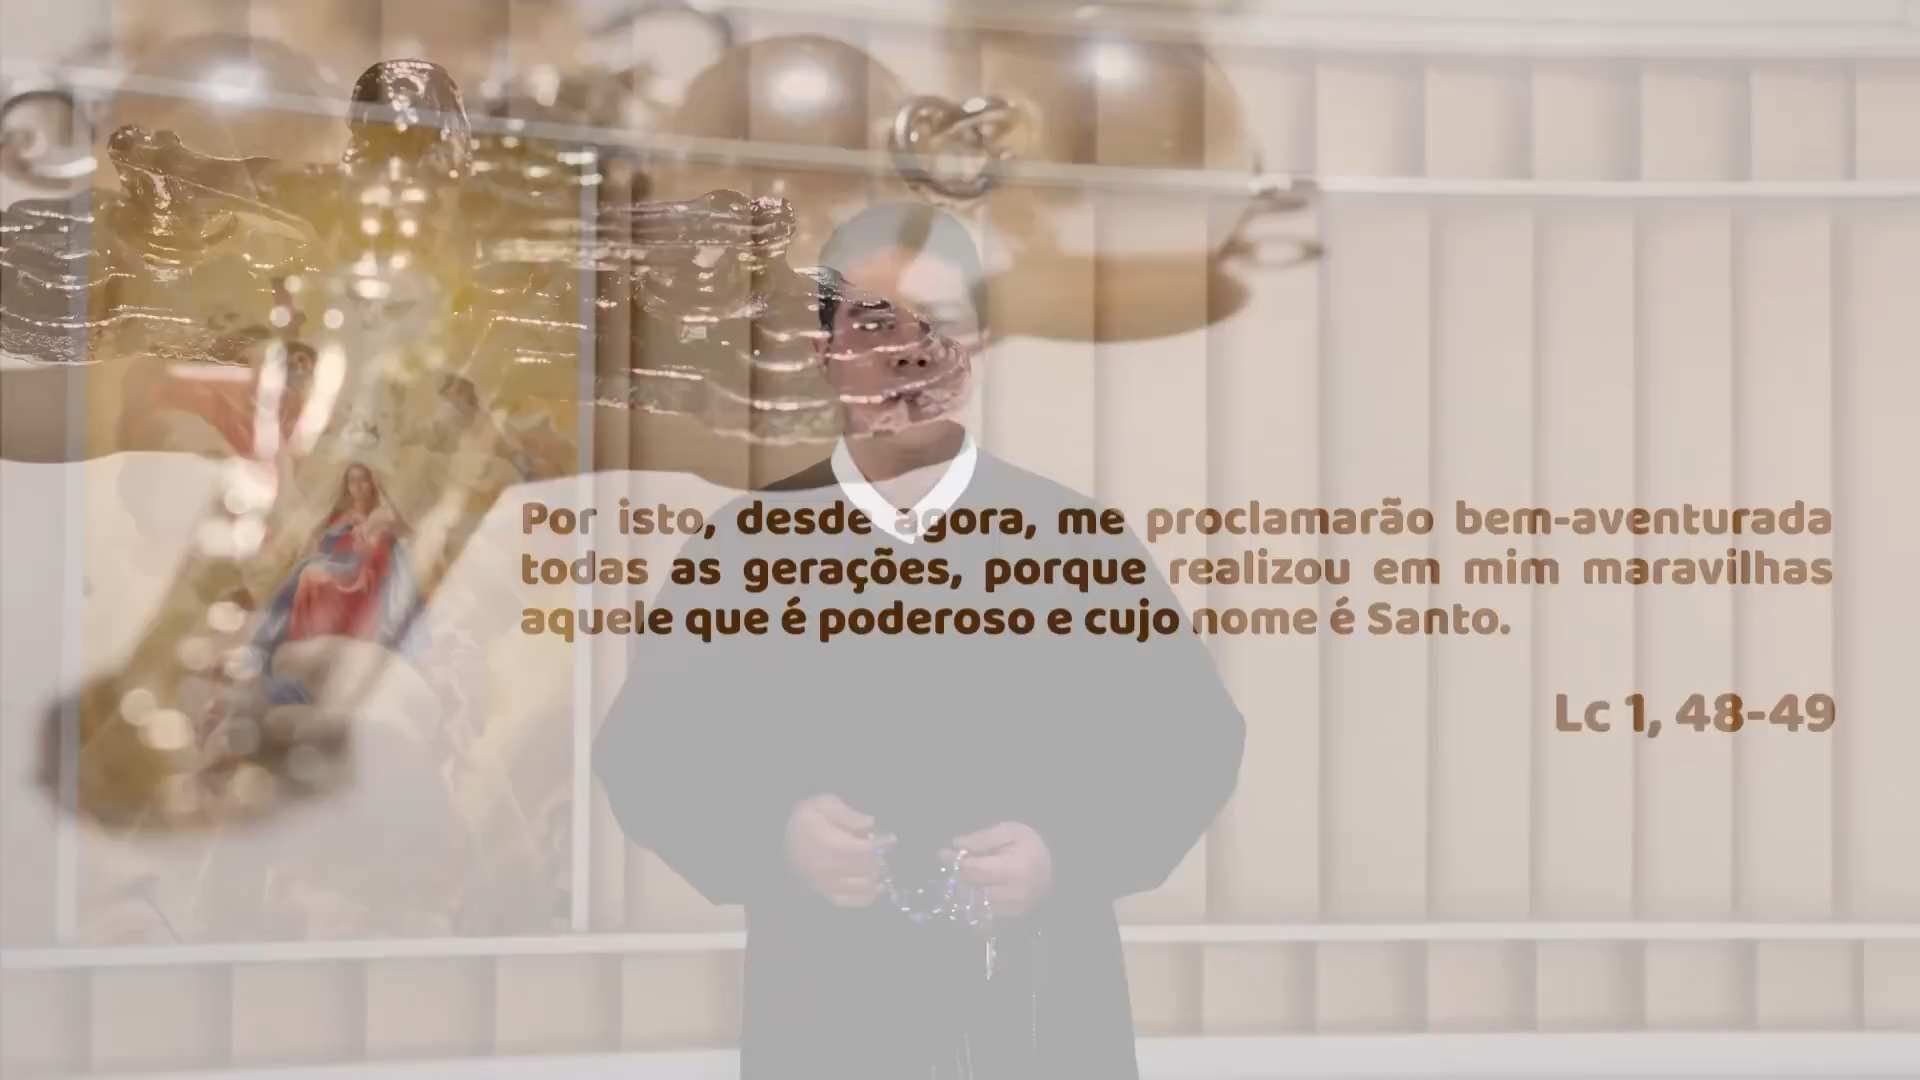 Por isto, desde agora, me proclamarão bem-aventurada
todas as gerações, porque realizou em mim maravilhas
aquele que é poderoso e cujo nome é Santo.
Lc 1, 48-49